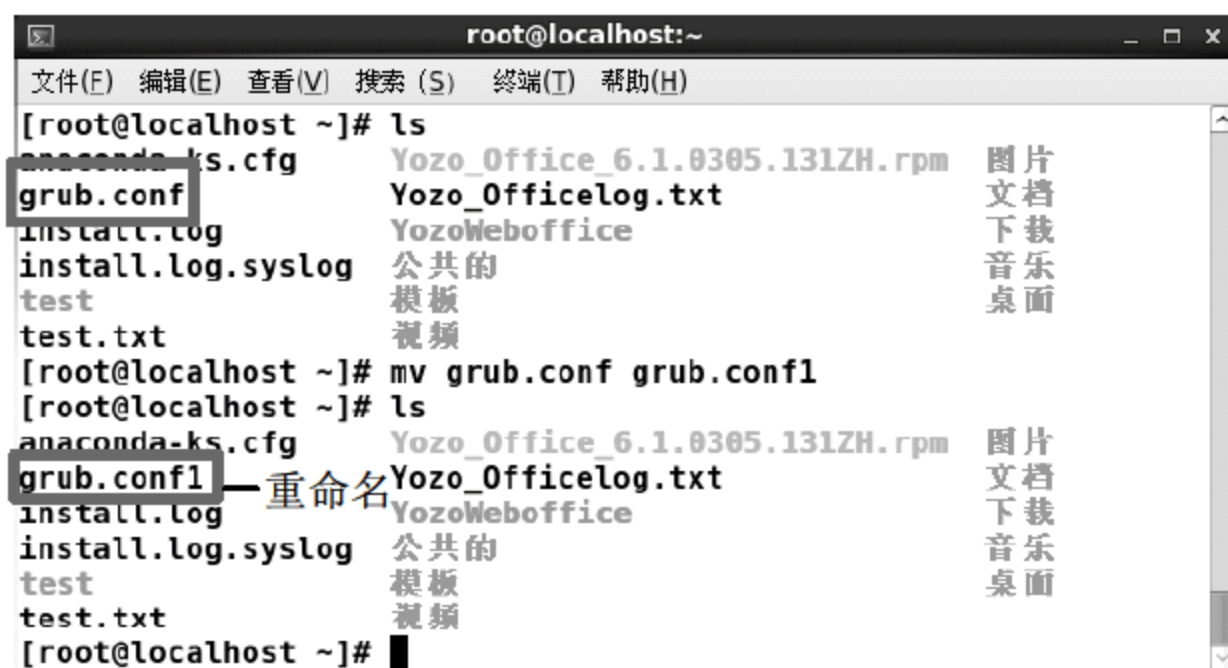 root@localhost:~
文件(F) 编辑(E) 查看(V) 搜索 (S) 终端(T) 帮助(H)
[root@localhost ~]# ls
anaconda-ks.cfg Yozo_Office_6.1.0305.131ZH.rpm 图片
grub.conf Yozo_Officelog.txt 文档
install.log YozoWeboffice 下载
install.log.syslog 公共的 音乐
test 模板 桌面
test.txt 视频
[root@localhost ~]# mv grub.conf grub.conf1
[root@localhost ~]# ls
anaconda-ks.cfg Yozo_Office_6.1.0305.131ZH.rpm 图片
grub.conf1 重命名 Yozo_Officelog.txt 文档
install.log YozoWeboffice 下载
install.log.syslog 公共的 音乐
test 模板 桌面
test.txt 视频
[root@localhost ~]#